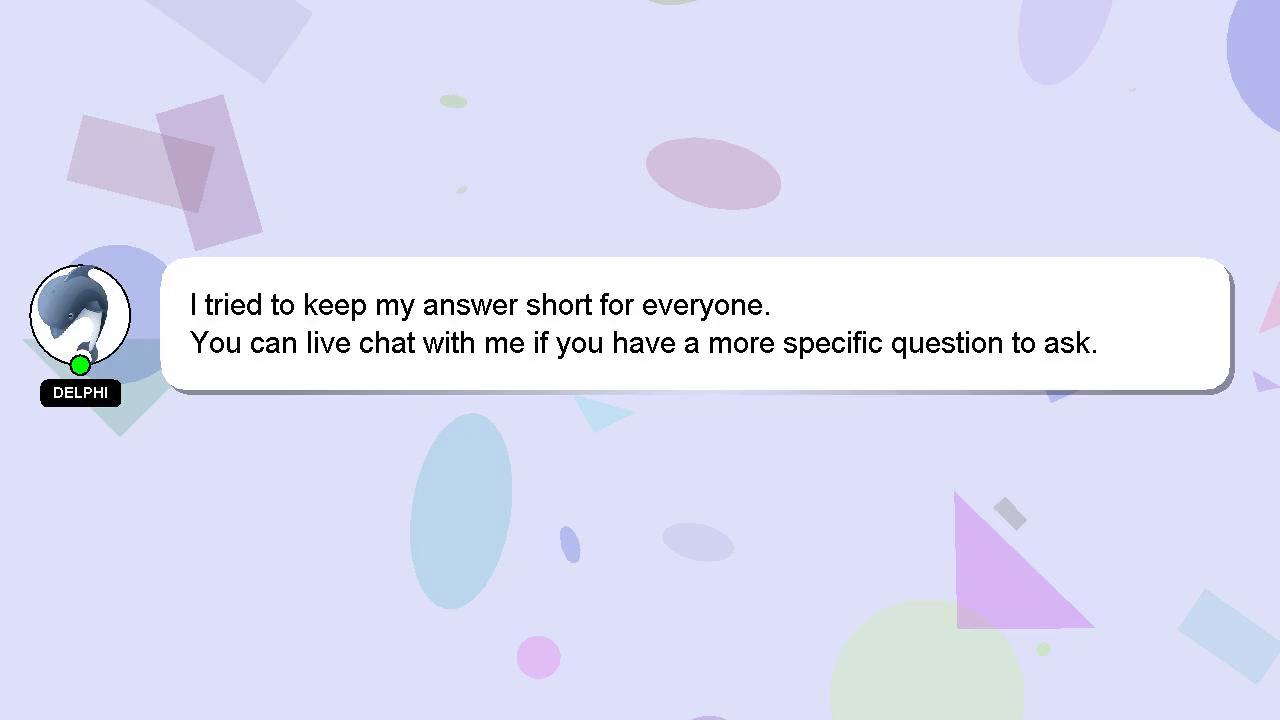 I tried to keep my answer short for everyone.
You can live chat with me if you have a more specific question to ask.
DELPHI